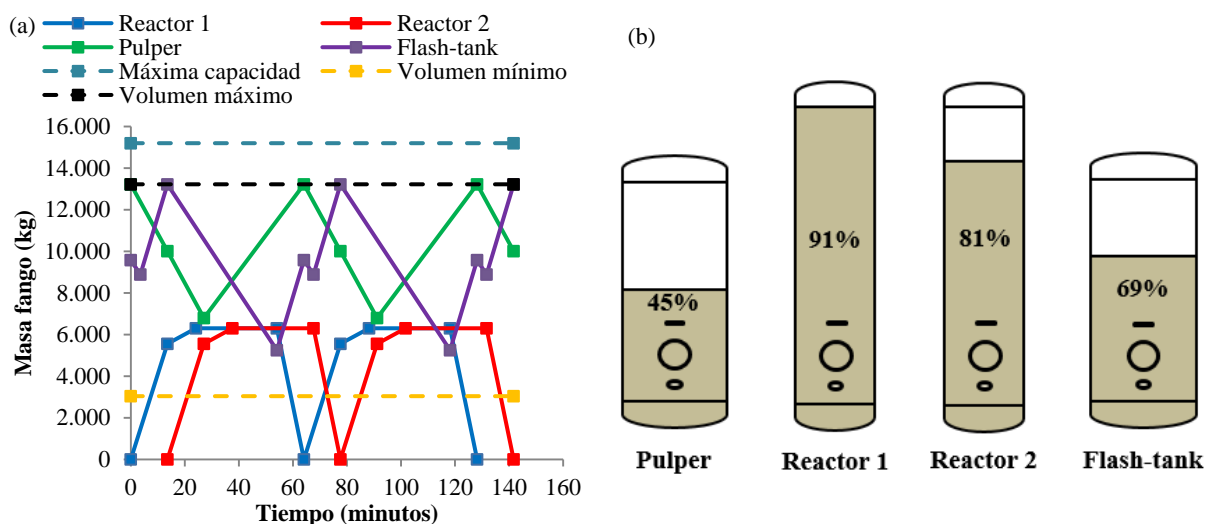 (a)
Reactor 1
Reactor 2
Pulper
Flash-tank
Máxima capacidad
Volumen mínimo
Volumen máximo
Masa fango (kg)
16.000
14.000
12.000
10.000
8.000
6.000
4.000
2.000
0
0 20 40 60 80 100 120 140 160
Tiempo (minutos)
(b)
45%
91%
81%
69%
Pulper
Reactor 1
Reactor 2
Flash-tank